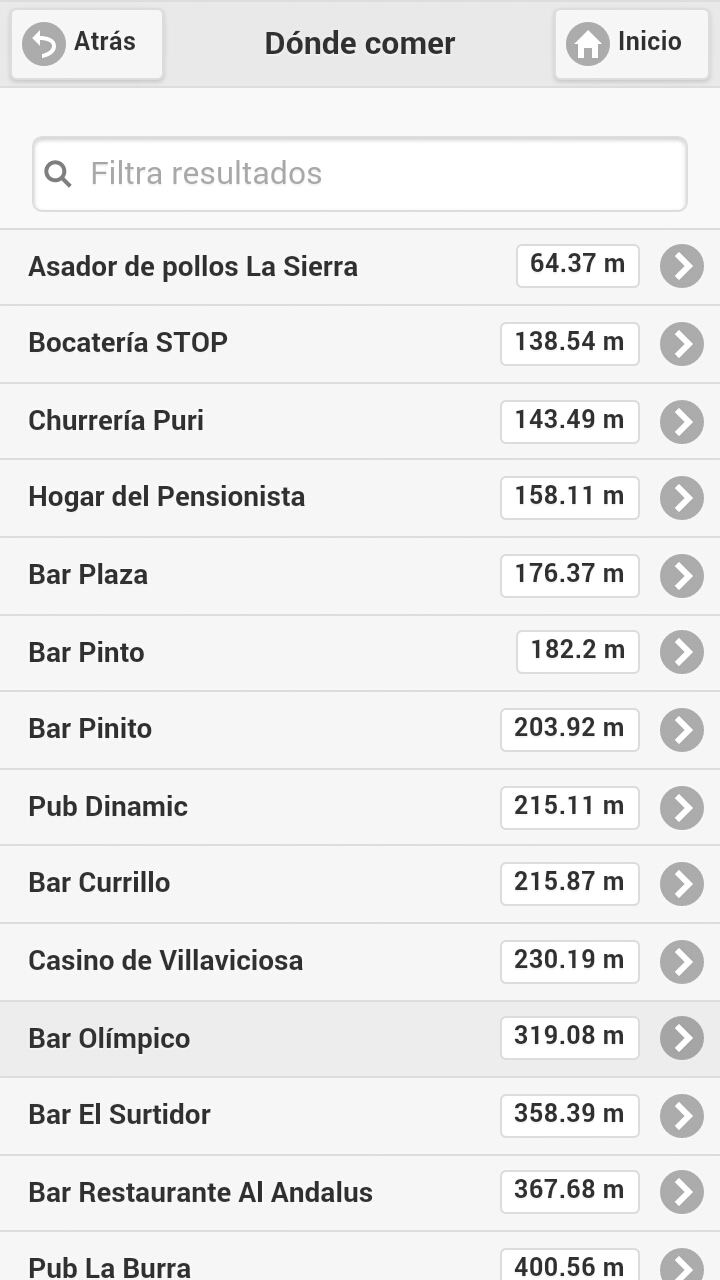 Atrás Dónde comer Inicio
Filtra resultados
Asador de pollos La Sierra 64.37 m
Bocatería STOP 138.54 m
Churrería Puri 143.49 m
Hogar del Pensionista 158.11 m
Bar Plaza 176.37 m
Bar Pinto 182.2 m
Bar Pinito 203.92 m
Pub Dinamic 215.11 m
Bar Currillo 215.87 m
Casino de Villaviciosa 230.19 m
Bar Olímpico 319.08 m
Bar El Surtidor 358.39 m
Bar Restaurante Al Andalus 367.68 m
Pub La Burra 400.56 m